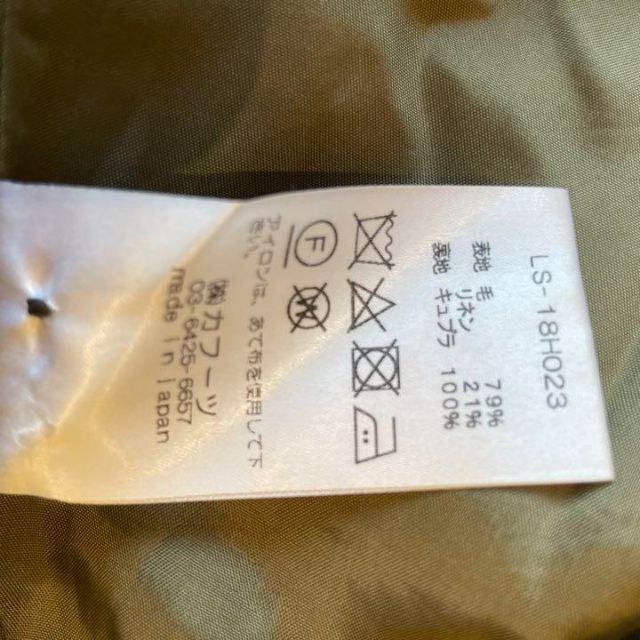 LS-18H023
表地 毛 79%
リネン 21%
裏地 キュプラ 100%
F
W
アイロンは、あて布を使用して下
さい。
㈱カフーツ
03-6425-6657
made in japan